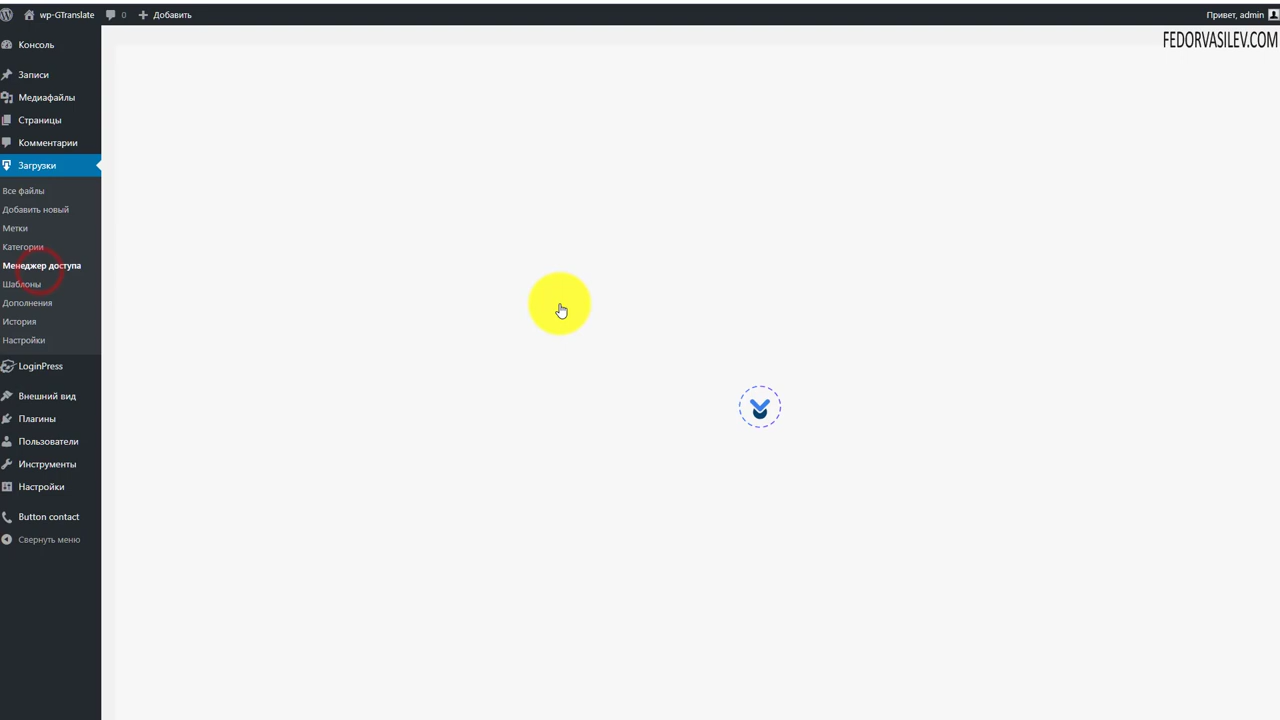 wp-GTranslate 0 Добавить Привет, admin
FEDORVASILEV.COM
Консоль
Записи
Медиафайлы
Страницы
Комментарии
Загрузки
Все файлы
Добавить новый
Метки
Категории
Менеджер доступа
Шаблоны
Дополнения
История
Настройки
LoginPress
Внешний вид
Плагины
Пользователи
Инструменты
Настройки
Button contact
Свернуть меню